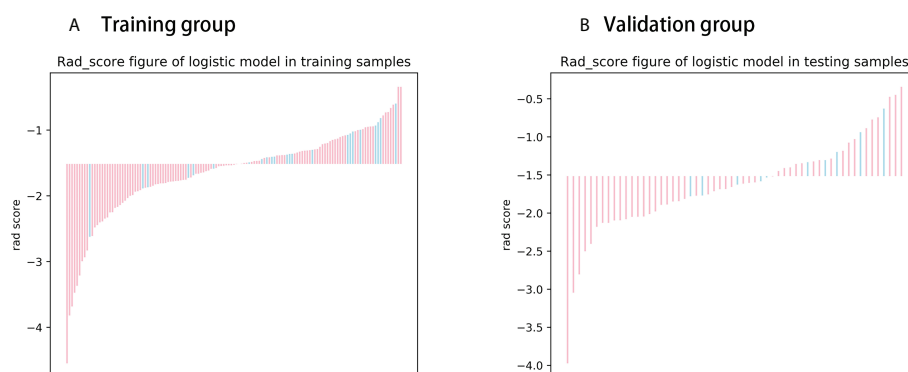 A Training group
Rad_score figure of logistic model in training samples
rad score
−1
−2
−3
−4
B Validation group
Rad_score figure of logistic model in testing samples
rad score
−0.5
−1.0
−1.5
−2.0
−2.5
−3.0
−3.5
−4.0